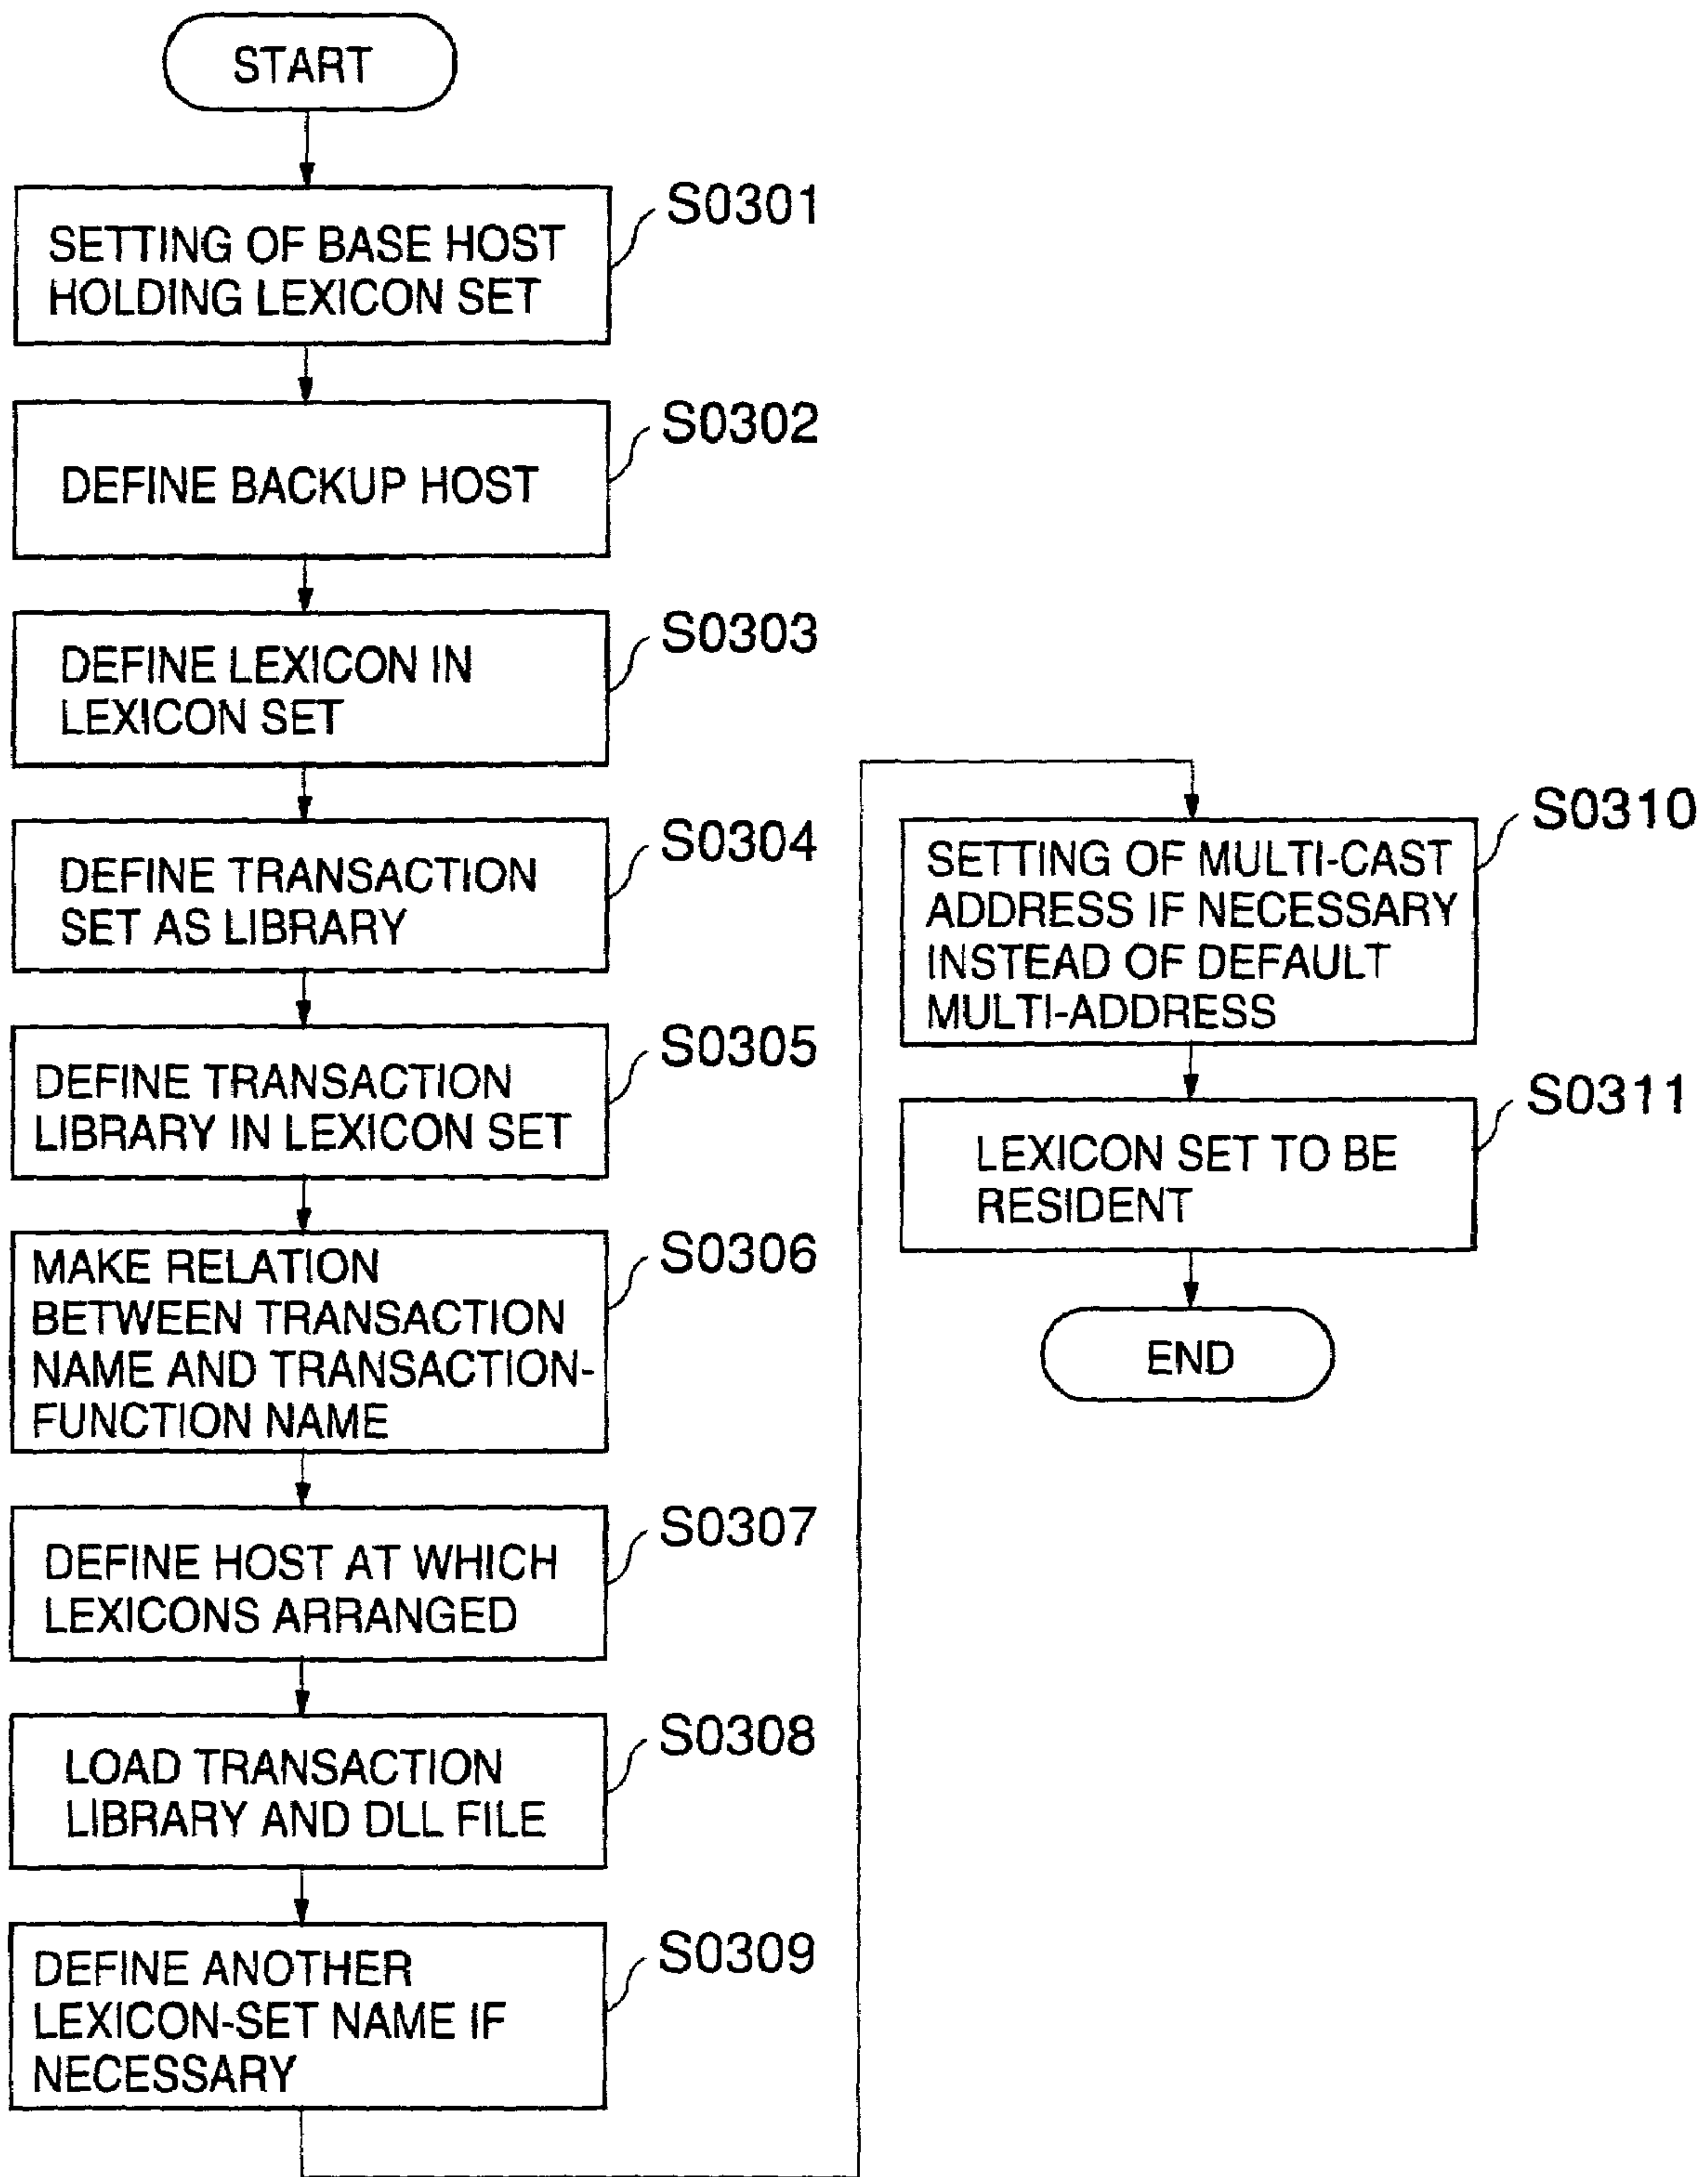 START
S0301
SETTING OF BASE HOST
HOLDING LEXICON SET
S0302
DEFINE BACKUP HOST
S0303
DEFINE LEXICON IN
LEXICON SET
S0304
DEFINE TRANSACTION
SET AS LIBRARY
S0305
DEFINE TRANSACTION
LIBRARY IN LEXICON SET
S0306
MAKE RELATION
BETWEEN TRANSACTION
NAME AND TRANSACTION-
FUNCTION NAME
S0307
DEFINE HOST AT WHICH
LEXICONS ARRANGED
S0308
LOAD TRANSACTION
LIBRARY AND DLL FILE
S0309
DEFINE ANOTHER
LEXICON-SET NAME IF
NECESSARY
S0310
SETTING OF MULTI-CAST
ADDRESS IF NECESSARY
INSTEAD OF DEFAULT
MULTI-ADDRESS
S0311
LEXICON SET TO BE
RESIDENT
END